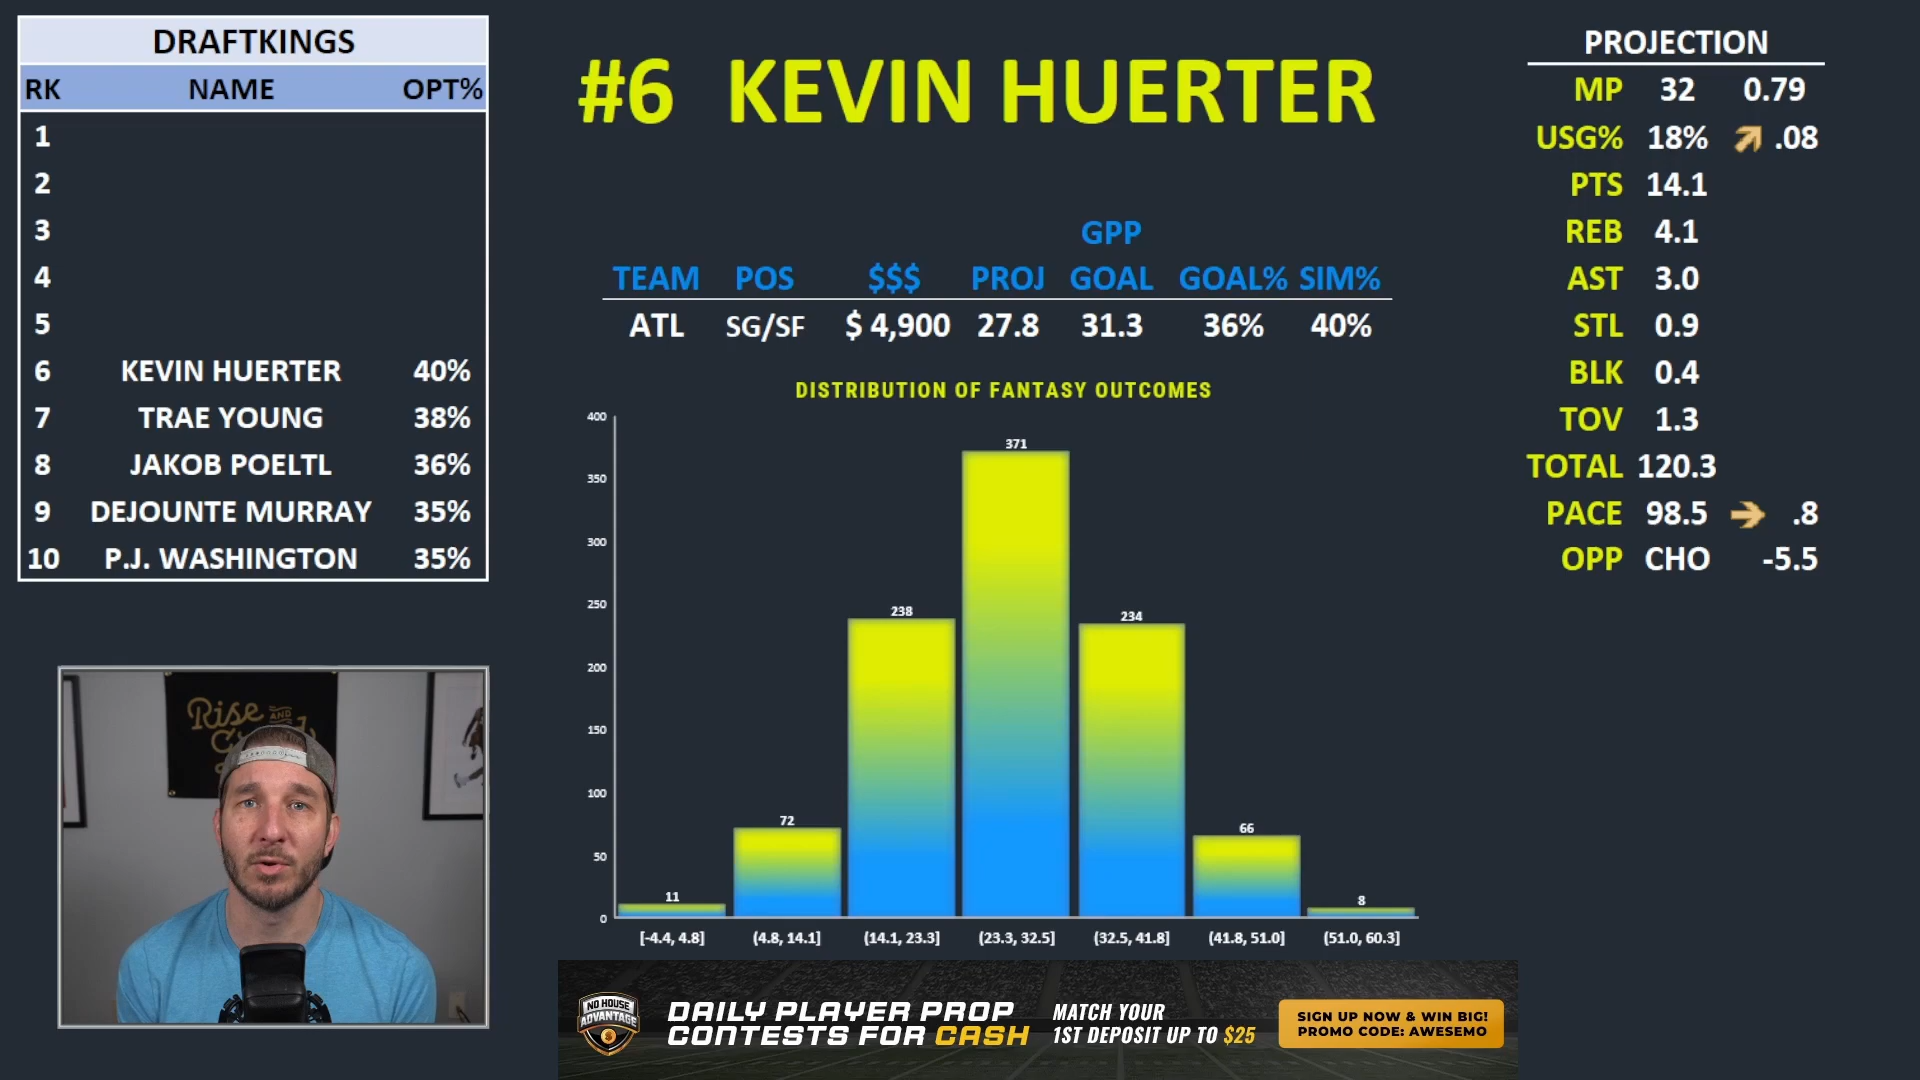 DRAFTKINGS
RK NAME OPT%
1
2
3
4
5
6 KEVIN HUERTER 40%
7 TRAE YOUNG 38%
8 JAKOB POELTL 36%
9 DEJOUNTE MURRAY 35%
10 P.J. WASHINGTON 35%
#6 KEVIN HUERTER
GPP
TEAM POS $$$ PROJ GOAL GOAL% SIM%
ATL SG/SF $ 4,900 27.8 31.3 36% 40%
DISTRIBUTION OF FANTASY OUTCOMES
400
350
300
250
200
150
100
50
0
11
72
238
371
234
66
8
[-4.4, 4.8] (4.8, 14.1] (14.1, 23.3] (23.3, 32.5] (32.5, 41.8] (41.8, 51.0] (51.0, 60.3]
PROJECTION
MP 32 0.79
USG% 18% .08
PTS 14.1
REB 4.1
AST 3.0
STL 0.9
BLK 0.4
TOV 1.3
TOTAL 120.3
PACE 98.5 .8
OPP CHO -5.5
Rise AND
NO HOUSE
ADVANTAGE
DAILY PLAYER PROP
CONTESTS FOR CASH
MATCH YOUR
1ST DEPOSIT UP TO $25
SIGN UP NOW & WIN BIG!
PROMO CODE: AWESEMO